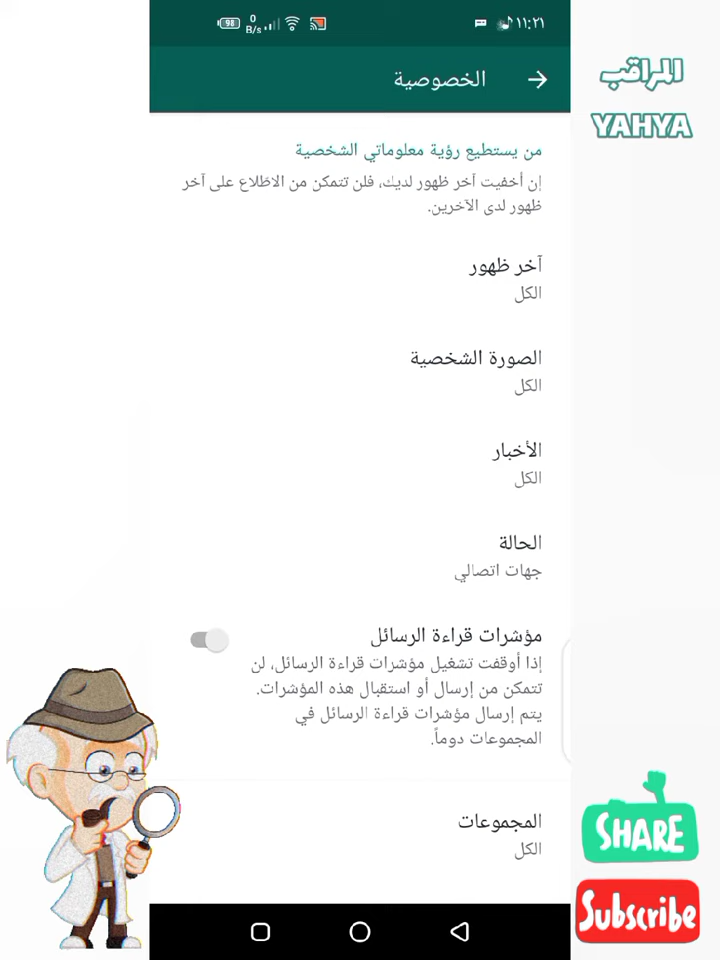 98
0
B/s
١١:٢١
الخصوصية
المراقب
YAHYA
من يستطيع رؤية معلوماتي الشخصية
إن أخفيت آخر ظهور لديك، فلن تتمكن من الاطلاع على آخر
ظهور لدى الآخرين.
آخر ظهور
الكل
الصورة الشخصية
الكل
الأخبار
الكل
الحالة
جهات اتصالي
مؤشرات قراءة الرسائل
إذا أوقفت تشغيل مؤشرات قراءة الرسائل، لن
تتمكن من إرسال أو استقبال هذه المؤشرات.
يتم إرسال مؤشرات قراءة الرسائل في
المجموعات دوماً.
المجموعات
الكل
SHARE
Subscribe